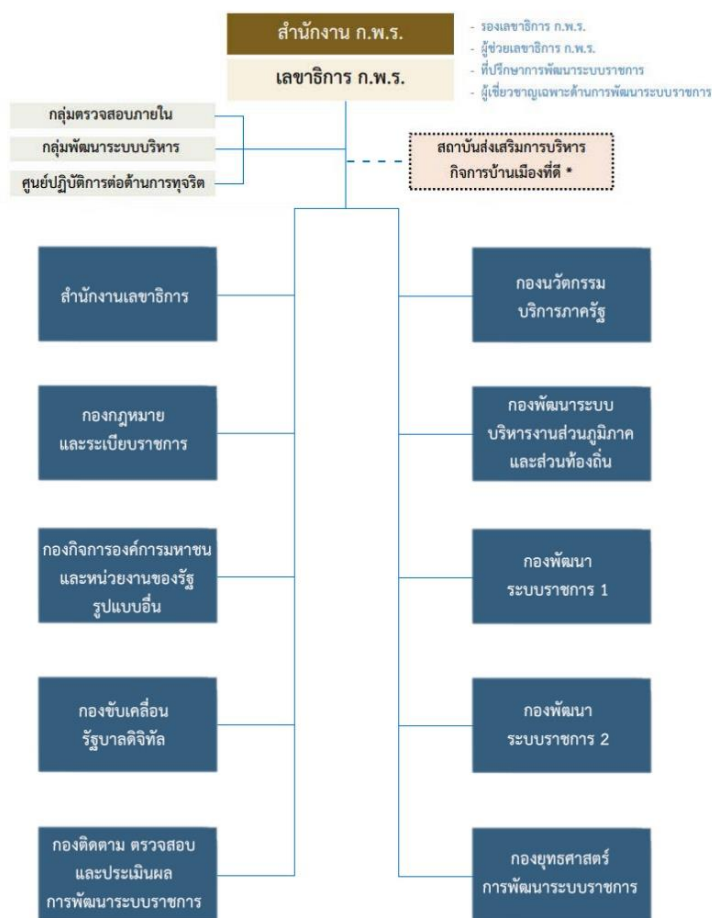 สำนักงาน ก.พ.ร.
เลขาธิการ ก.พ.ร.
- รองเลขาธิการ ก.พ.ร.
- ผู้ช่วยเลขาธิการ ก.พ.ร.
- ที่ปรึกษาการพัฒนาระบบราชการ
- ผู้เชี่ยวชาญเฉพาะด้านการพัฒนาระบบราชการ
กลุ่มตรวจสอบภายใน
กลุ่มพัฒนาระบบบริหาร
ศูนย์ปฏิบัติการต่อต้านการทุจริต
สถาบันส่งเสริมการบริหาร
กิจการบ้านเมืองที่ดี *
สำนักงานเลขาธิการ
กองนวัตกรรม
บริการภาครัฐ
กองกฎหมาย
และระเบียบราชการ
กองพัฒนาระบบ
บริหารงานส่วนภูมิภาค
และส่วนท้องถิ่น
กองกิจการองค์การมหาชน
และหน่วยงานของรัฐ
รูปแบบอื่น
กองพัฒนา
ระบบราชการ 1
กองขับเคลื่อน
รัฐบาลดิจิทัล
กองพัฒนา
ระบบราชการ 2
กองติดตาม ตรวจสอบ
และประเมินผล
การพัฒนาระบบราชการ
กองยุทธศาสตร์
การพัฒนาระบบราชการ